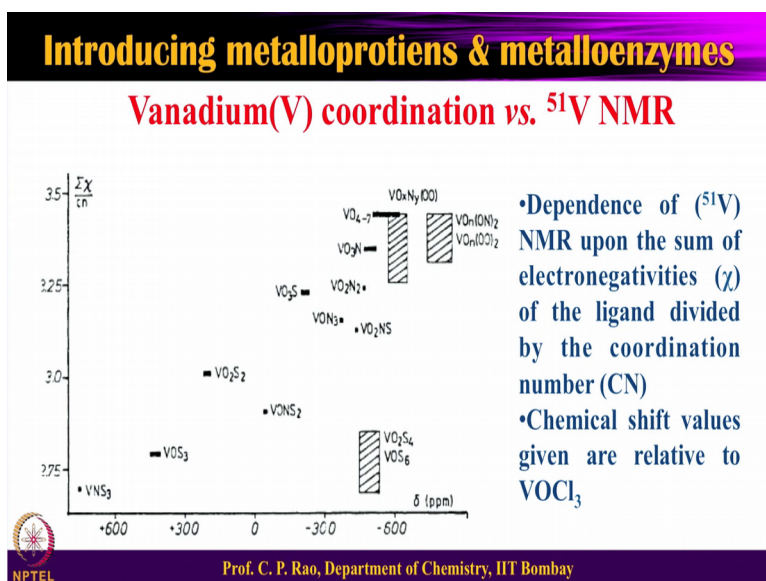 Introducing metalloprotiens & metalloenzymes
Vanadium(V) coordination vs. ⁵¹V NMR
3.5
Σχ
cn
VOxNy(OO)
VO₄₋₇
VOn(ON)₂
VOn(OO)₂
VO₃N
3.25
VO₃S
VO₂N₂
VON₃
VO₂NS
3.0
VO₂S₂
VONS₂
VO₂S₄
VOS₆
VOS₃
2.75
VNS₃
δ (ppm)
+600
+300
0
-300
-600
•Dependence of (⁵¹V)
NMR upon the sum of
electronegativities (χ)
of the ligand divided
by the coordination
number (CN)
•Chemical shift values
given are relative to
VOCl₃
NPTEL
Prof. C. P. Rao, Department of Chemistry, IIT Bombay